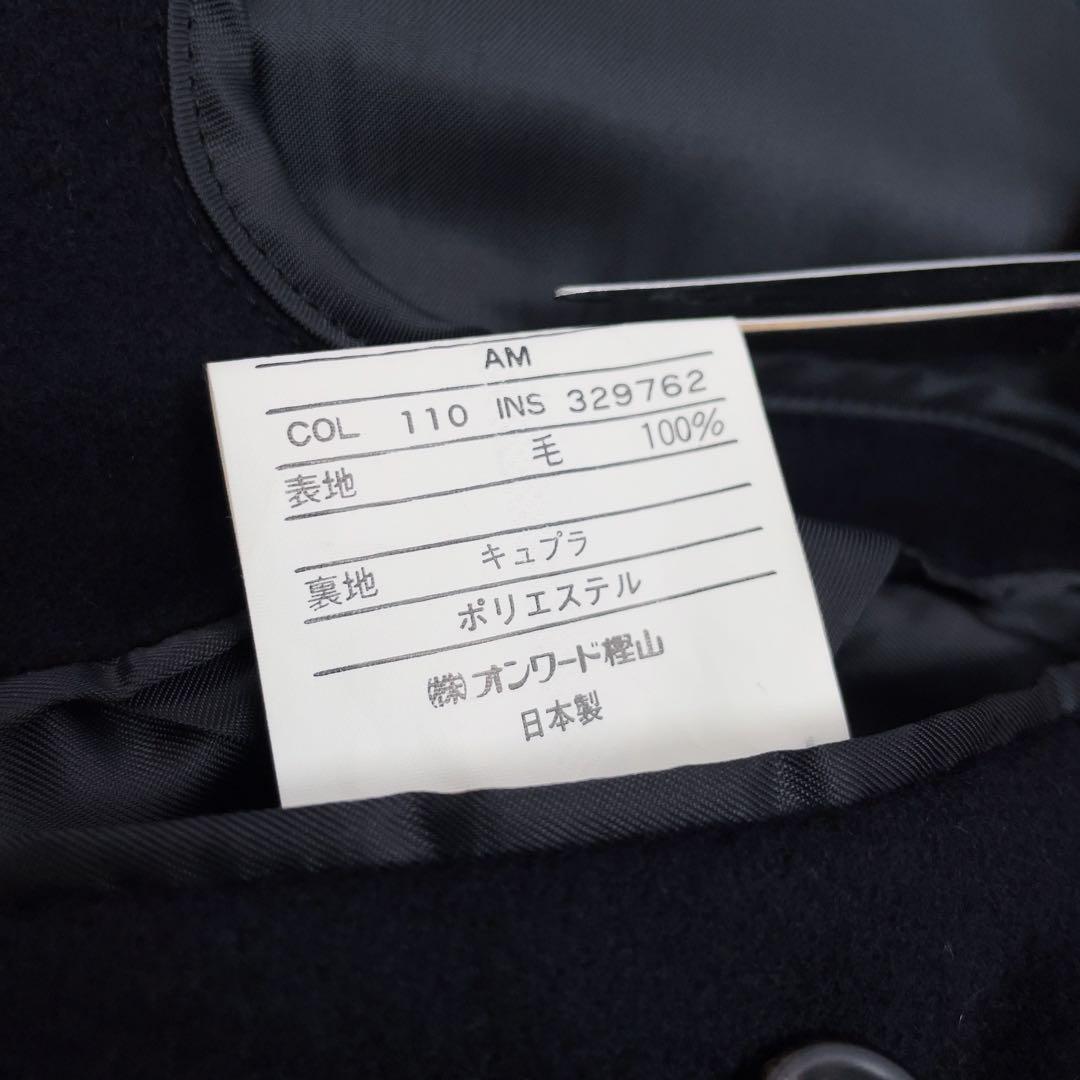 AM
COL 110 INS 329762
表地 毛 100%
キュプラ
裏地
ポリエステル
㈱オンワード樫山
日本製